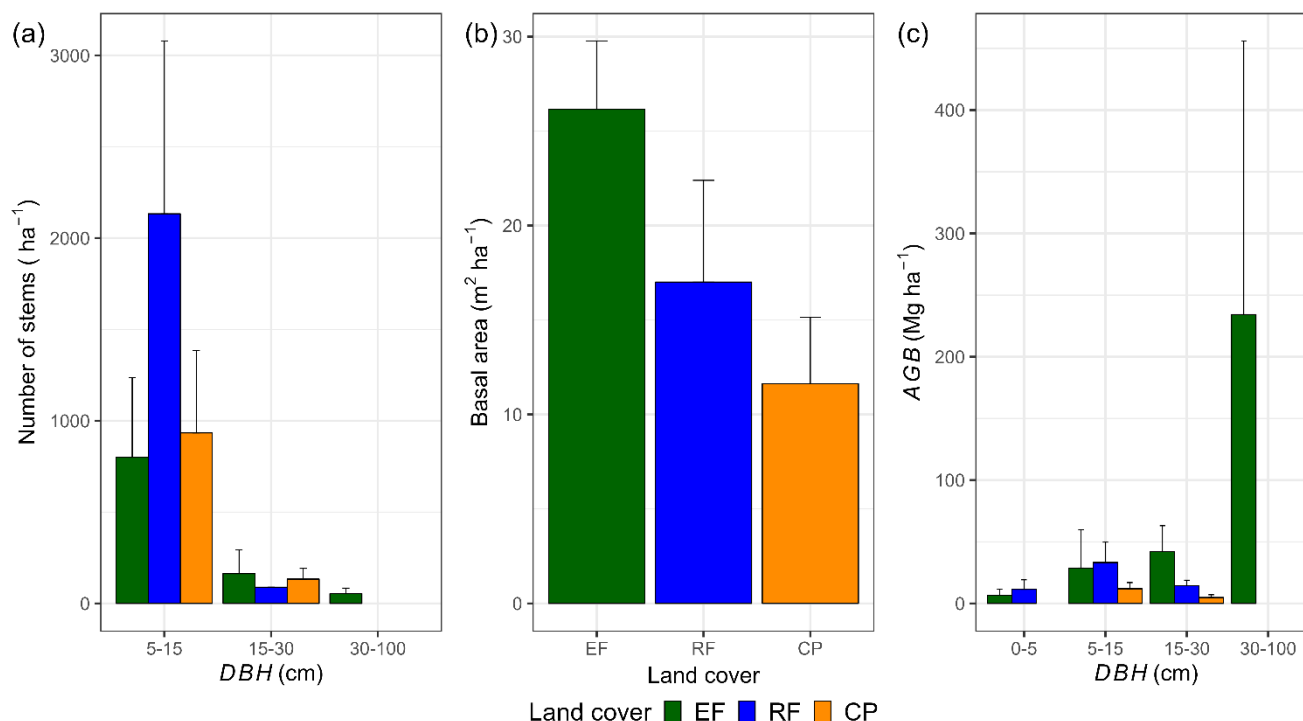 (a)
Number of stems ( ha⁻¹)
3000
2000
1000
0
5-15
15-30
30-100
DBH (cm)
(b)
Basal area (m² ha⁻¹)
30
20
10
0
EF
RF
CP
Land cover
(c)
AGB (Mg ha⁻¹)
400
300
200
100
0
0-5
5-15
15-30
30-100
DBH (cm)
Land cover EF RF CP